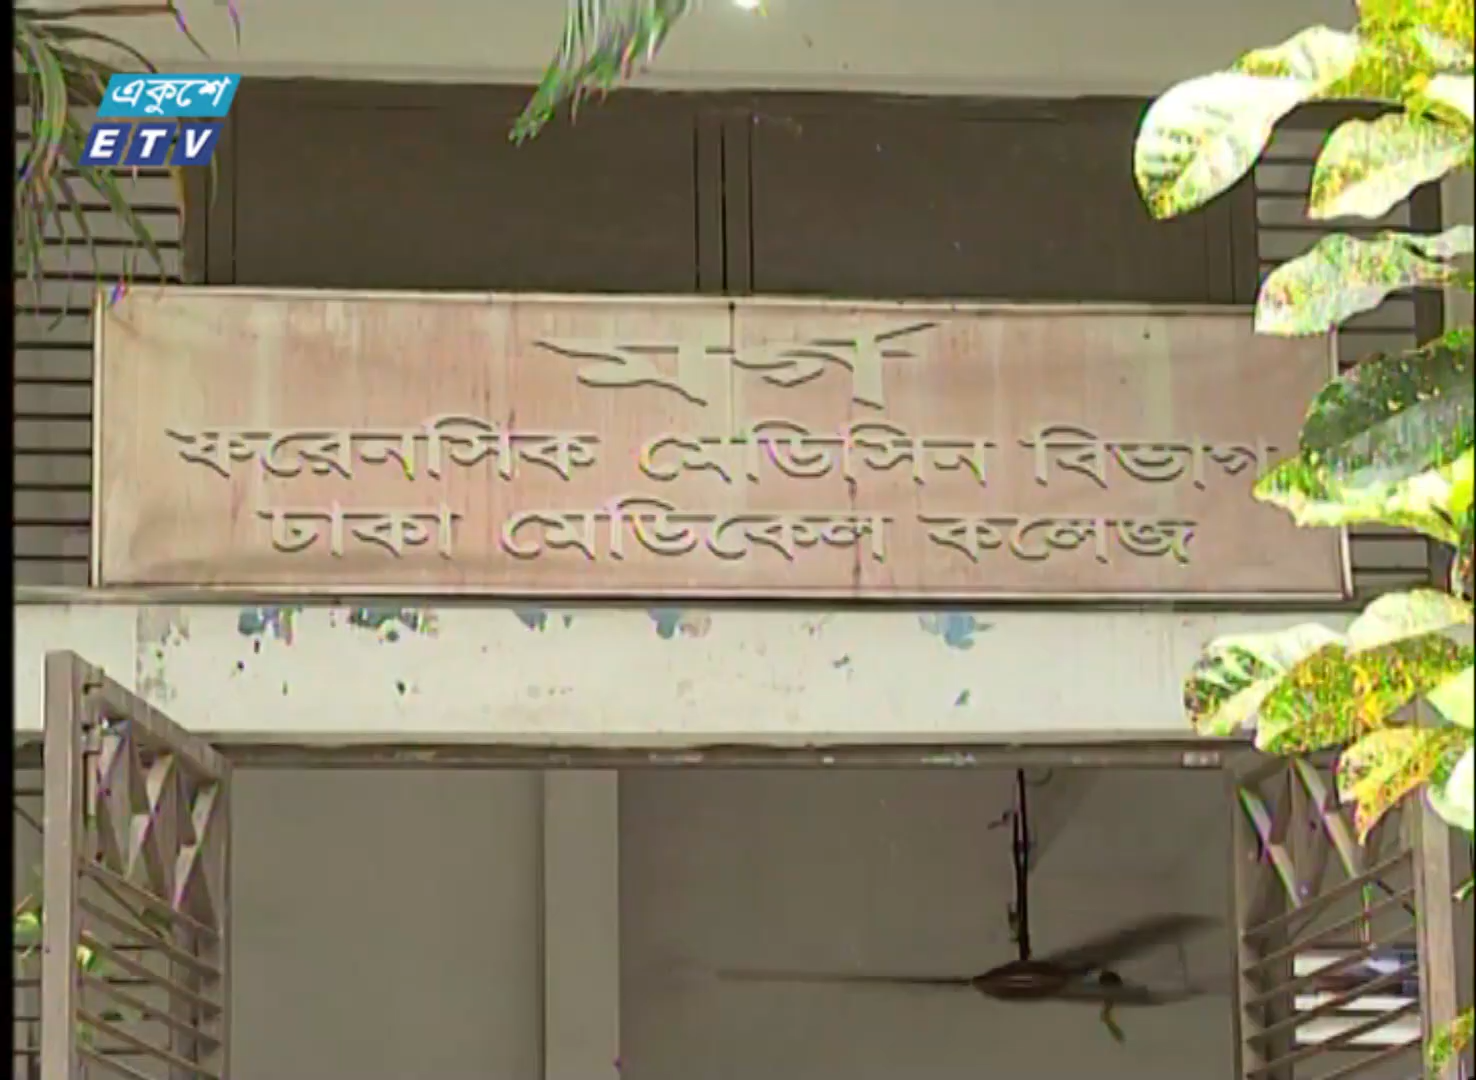 একুশে
ETV
মর্গ
ফরেনসিক মেডিসিন বিভাগ
ঢাকা মেডিকেল কলেজ